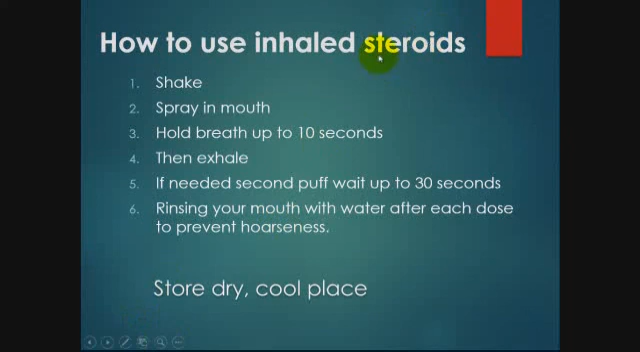 How to use inhaled steroids
1. Shake
2. Spray in mouth
3. Hold breath up to 10 seconds
4. Then exhale
5. If needed second puff wait up to 30 seconds
6. Rinsing your mouth with water after each dose
to prevent hoarseness.
Store dry, cool place